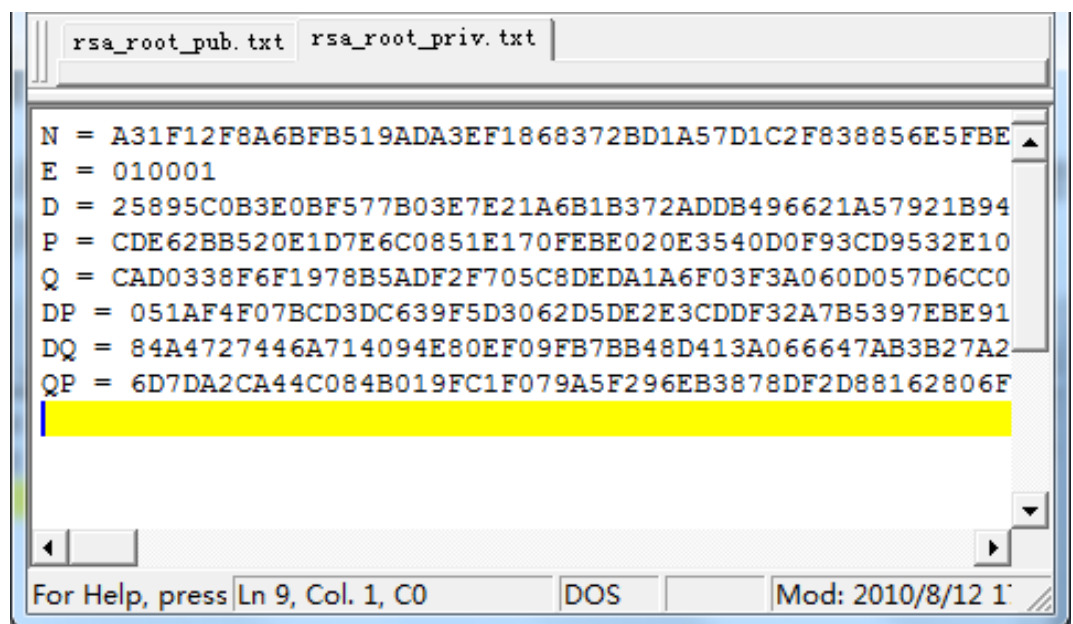 rsa_root_pub.txt rsa_root_priv.txt
N = A31F12F8A6BFB519ADA3EF1868372BD1A57D1C2F838856E5FBE
E = 010001
D = 25895C0B3E0BF577B03E7E21A6B1B372ADDB496621A57921B94
P = CDE62BB520E1D7E6C0851E170FEBE020E3540D0F93CD9532E10
Q = CAD0338F6F1978B5ADF2F705C8DEDA1A6F03F3A060D057D6CC0
DP = 051AF4F07BCD3DC639F5D3062D5DE2E3CDDF32A7B5397EBE91
DQ = 84A4727446A714094E80EF09FB7BB48D413A066647AB3B27A2
QP = 6D7DA2CA44C084B019FC1F079A5F296EB3878DF2D88162806F
For Help, press Ln 9, Col. 1, C0 DOS Mod: 2010/8/12 1